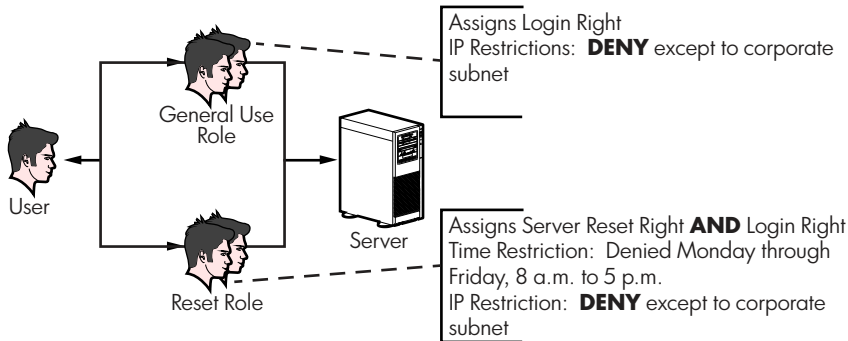 Assigns Login Right
IP Restrictions:  DENY except to corporate
subnet
General Use
Role
User
Server
Reset Role
Assigns Server Reset Right AND Login Right
Time Restriction:  Denied Monday through
Friday, 8 a.m. to 5 p.m.
IP Restriction:  DENY except to corporate
subnet